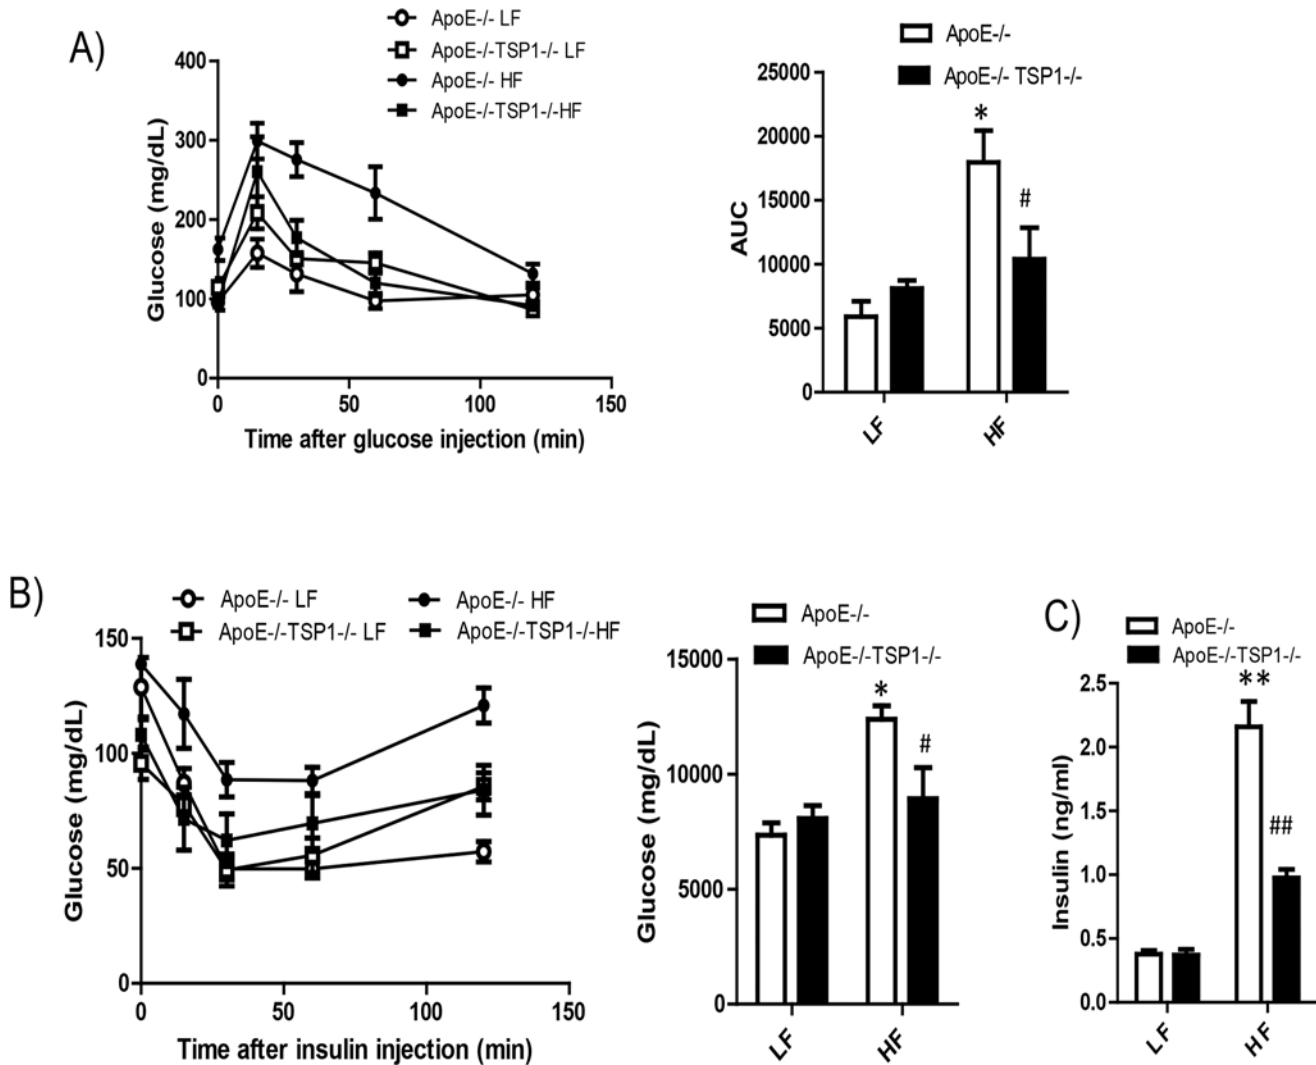 A)
ApoE-/- LF
ApoE-/-TSP1-/- LF
ApoE-/- HF
ApoE-/-TSP1-/-HF
400
300
200
100
0
Glucose (mg/dL)
0 50 100 150
Time after glucose injection (min)
ApoE-/-
ApoE-/- TSP1-/-
25000
20000
15000
10000
5000
0
AUC
*
#
LF HF
B)
ApoE-/- LF ApoE-/- HF
ApoE-/-TSP1-/- LF ApoE-/-TSP1-/-HF
150
100
50
0
Glucose (mg/dL)
0 50 100 150
Time after insulin injection (min)
ApoE-/-
ApoE-/-TSP1-/-
15000
10000
5000
0
Glucose (mg/dL)
*
#
LF HF
C)
ApoE-/-
ApoE-/-TSP1-/-
2.5
2.0
1.5
1.0
0.5
0.0
Insulin (ng/ml)
**
##
LF HF